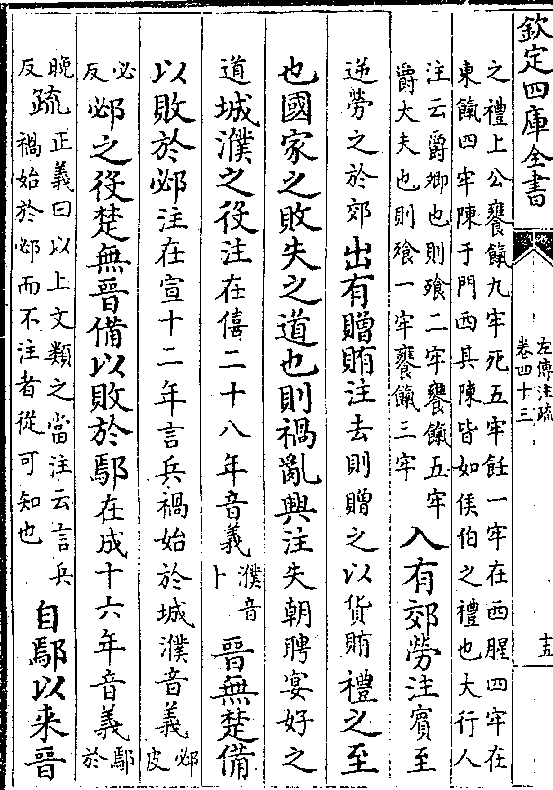 欽定四庫全書
左傳注疏
卷四十三
十五
之禮上公饔餼九牢死五牢飪一牢在西腥四牢在
東餼四牢陳于門西其陳皆如侯伯之禮也大行人
注云爵卿也則飱二牢饔餼五牢
爵大夫也則飱一牢饔餼三牢
入有郊勞注賔至
逆勞之於郊出有贈賄注去則贈之以貨賄禮之至
也國家之敗失之道也則禍亂興注失朝聘宴好之
道城濮之役注在僖二十八年音義
濮音
卜
晉無楚備
以敗於邲注在宣十二年言兵禍始於城濮音義
邲
皮
必
反
邲之役楚無晉備以敗於鄢在成十六年音義
鄢
於
晚
反
疏
正義曰以上文類之當注云言兵
禍始於邲而不注者從可知也
自鄢以来晉